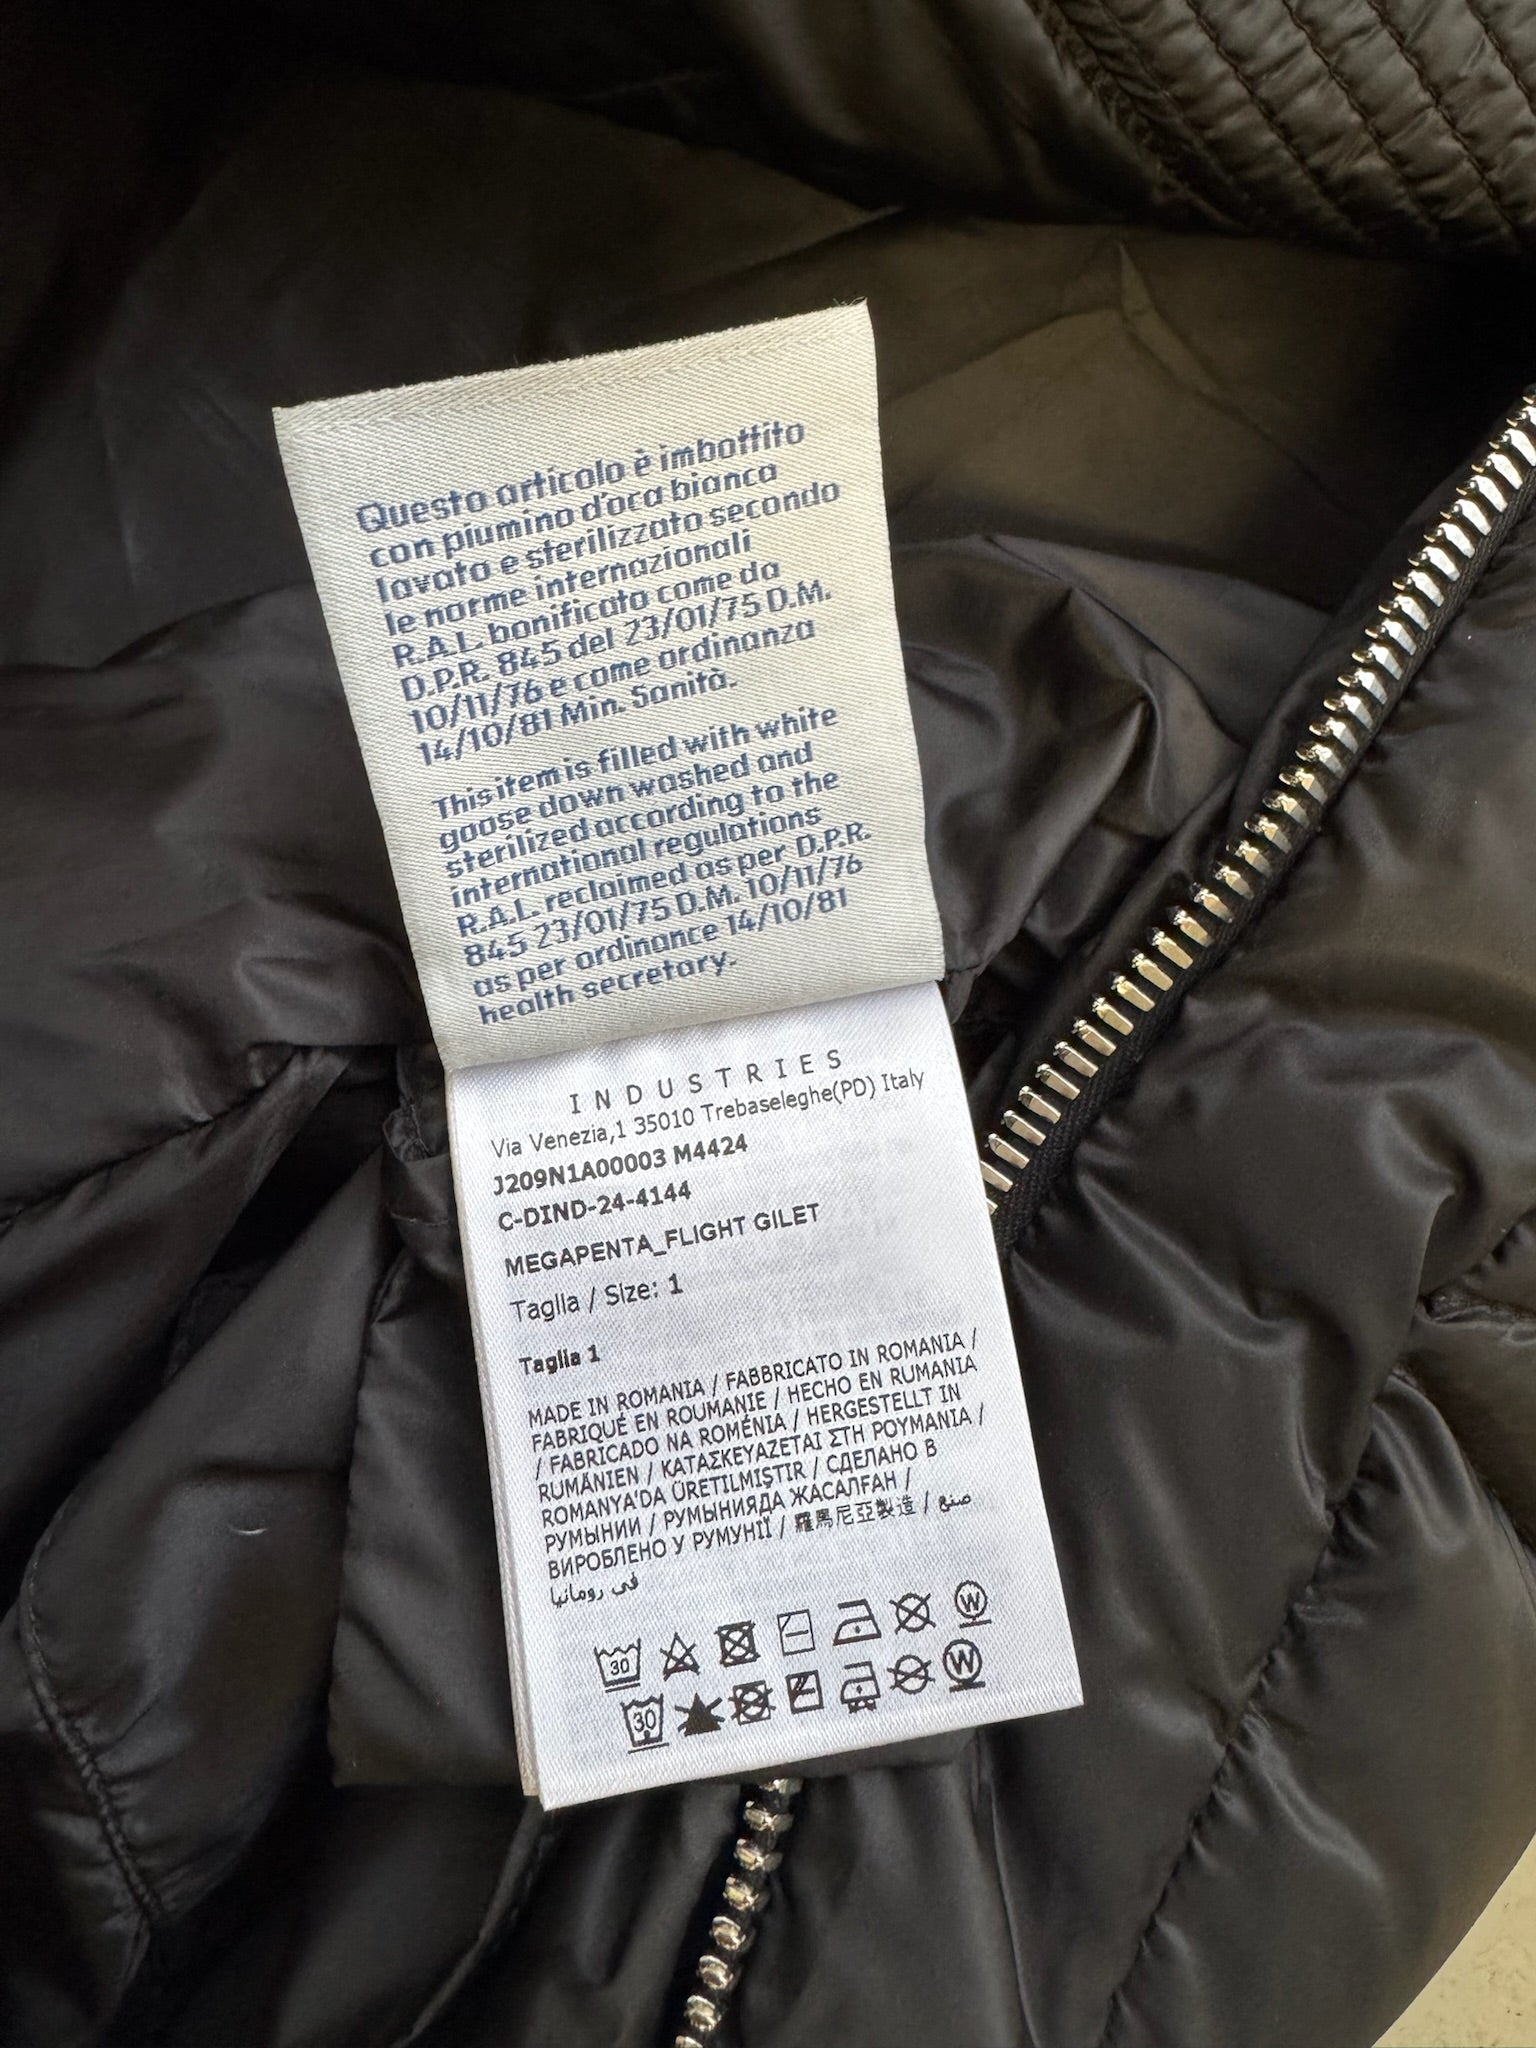 Questo articolo è imbottito
con piumino d'oca bianca
lavato e sterilizzato secondo
le norme internazionali
R.A.L. bonificato come da
D.P.R. 845 del 23/01/75 D.M.
10/11/76 e come ordinanza
14/10/81 Min. Sanità.
This item is filled with white
goose down washed and
sterilized according to the
international regulations
R.A.L. reclaimed as per D.P.R.
845 23/01/75 D.M. 10/11/76
as per ordinance 14/10/81
health secretary.
INDUSTRIES
Via Venezia,1 35010 Trebaseleghe(PD) Italy
J209N1A00003 M4424
C-DIND-24-4144
MEGAPENTA_FLIGHT GILET
Taglia / Size: 1
Taglia 1
MADE IN ROMANIA / FABBRICATO IN ROMANIA /
FABRIQUÉ EN ROUMANIE / HECHO EN RUMANIA
/ FABRICADO NA ROMÉNIA / HERGESTELLT IN
RUMÄNIEN / ΚΑΤΑΣΚΕΥΑΖΕΤΑΙ ΣΤΗ ΡΟΥΜΑΝΙΑ /
ROMANYA'DA ÜRETILMIŞTIR / СДЕЛАНО В
РУМЫНИИ / РУМЫНИЯДА ЖАСАЛҒАН /
ВИРОБЛЕНО У РУМУНІЇ / 羅馬尼亞製造 / صنع
في رومانيا
30 W
30 W